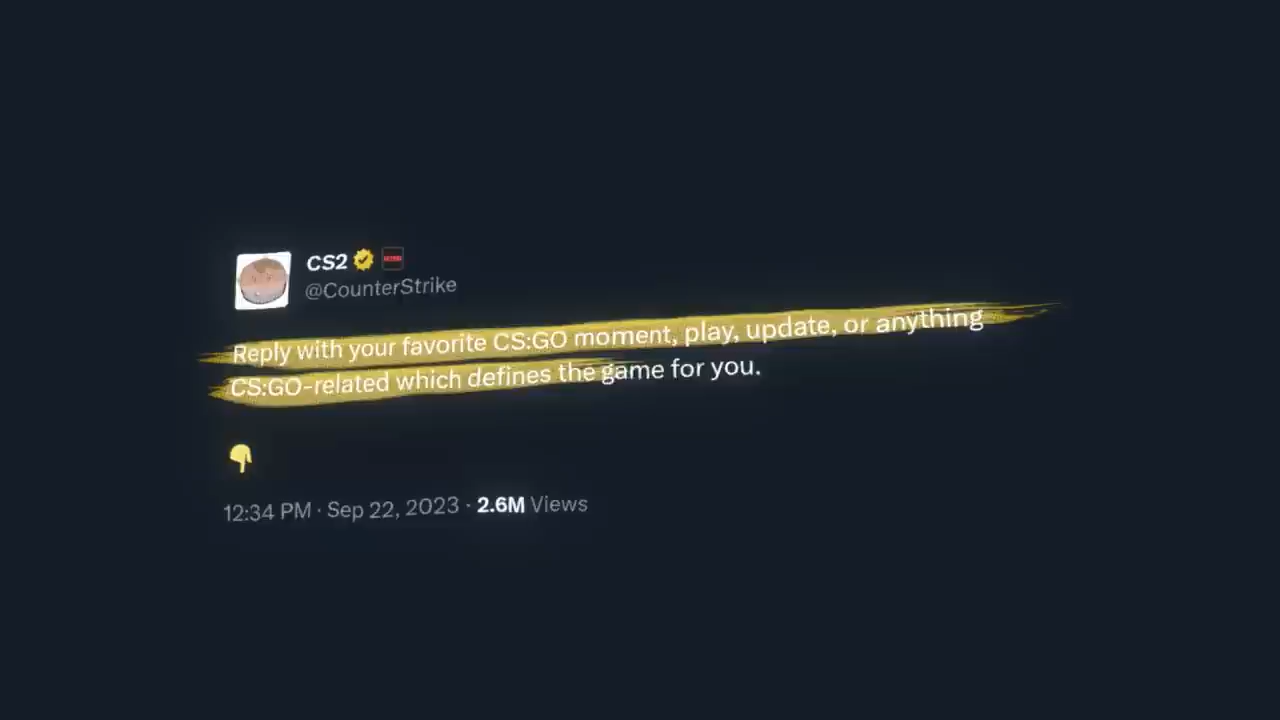 CS2
@CounterStrike
Reply with your favorite CS:GO moment, play, update, or anything
CS:GO-related which defines the game for you.
12:34 PM · Sep 22, 2023 · 2.6M Views